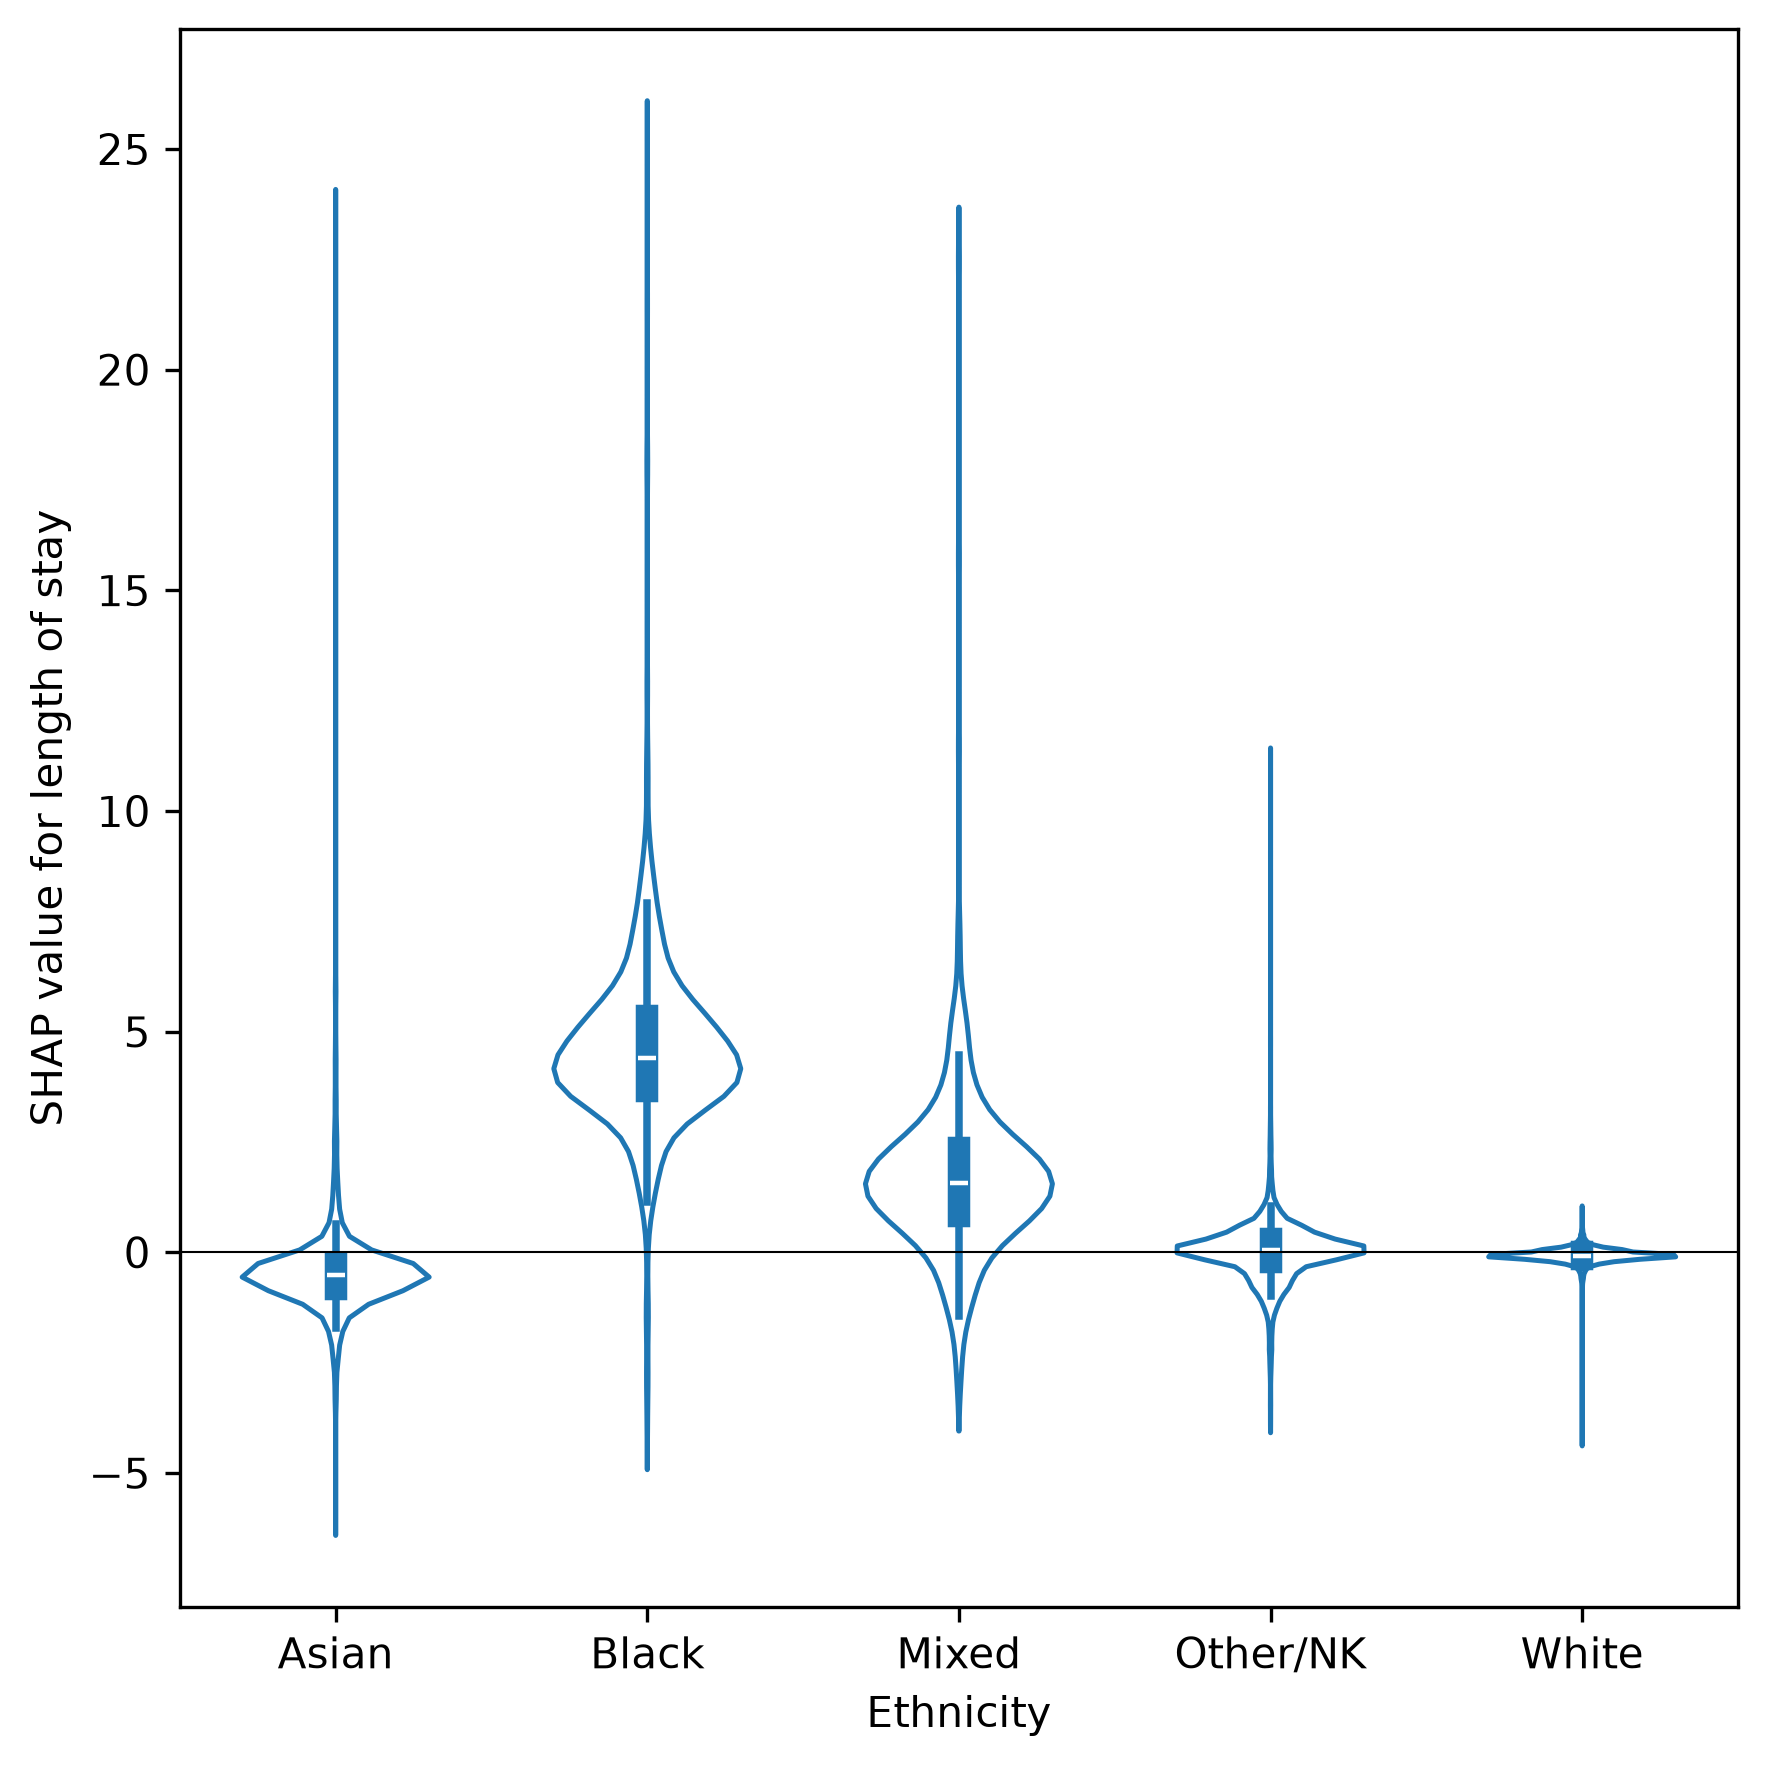 SHAP value for length of stay
25
20
15
10
5
0
−5
Asian Black Mixed Other/NK White
Ethnicity